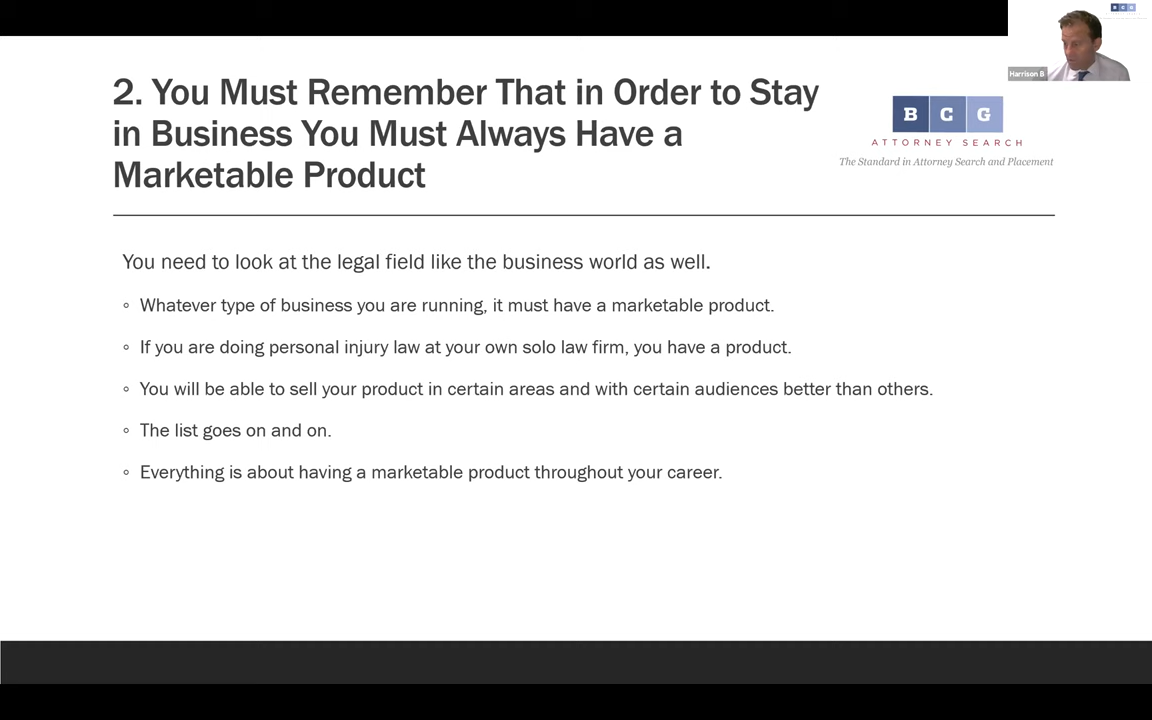 B C G
Harrison B
2. You Must Remember That in Order to Stay
in Business You Must Always Have a
Marketable Product
B C G
ATTORNEY SEARCH
The Standard in Attorney Search and Placement
You need to look at the legal field like the business world as well.
◦ Whatever type of business you are running, it must have a marketable product.
◦ If you are doing personal injury law at your own solo law firm, you have a product.
◦ You will be able to sell your product in certain areas and with certain audiences better than others.
◦ The list goes on and on.
◦ Everything is about having a marketable product throughout your career.